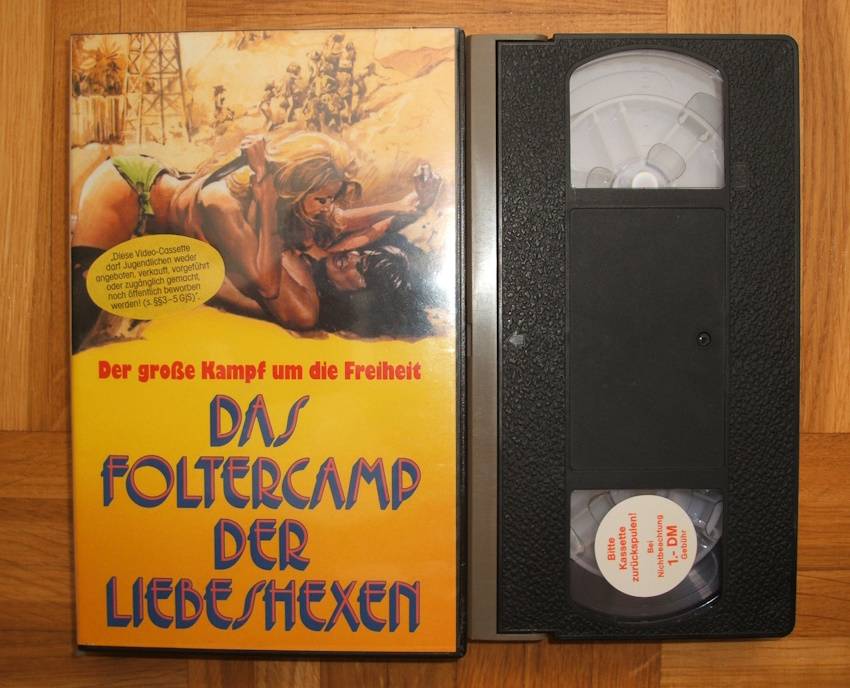 „Diese Video-Cassette
darf Jugendlichen weder
angeboten, verkauft, vorgeführt
oder zugänglich gemacht,
noch öffentlich beworben
werden! (s. §§3–5 GjS)“.
Der große Kampf um die Freiheit
DAS
FOLTERCAMP
DER
LIEBESHEXEN
Bitte
Kassette
zurückspulen!
Bei
Nichtbeachtung
1.- DM
Gebühr